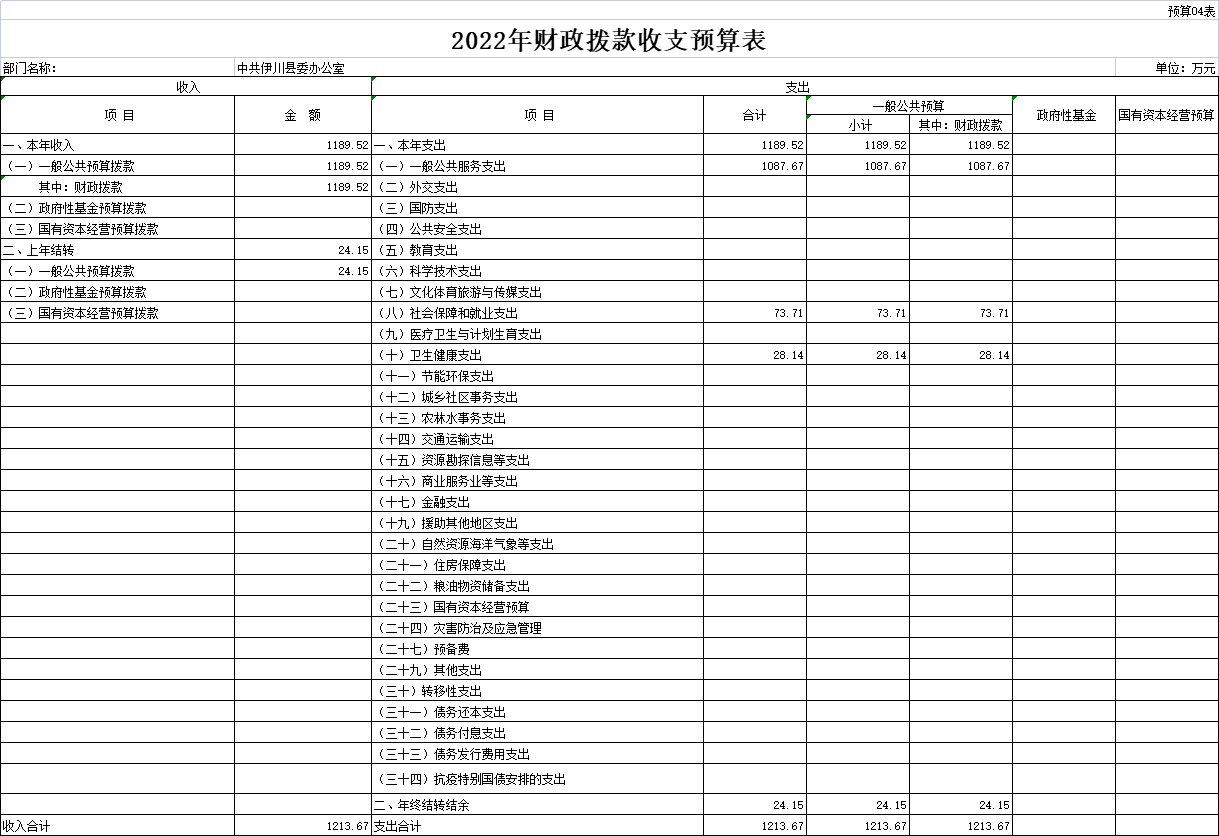 预算04表
2022年财政拨款收支预算表
部门名称: 中共伊川县委办公室 单位: 万元
收入 支出
项 目 金 额 项 目 合计 一般公共预算 政府性基金 国有资本经营预算
小计 其中: 财政拨款
一、本年收入 1189.52 一、本年支出 1189.52 1189.52 1189.52
（一）一般公共预算拨款 1189.52 （一）一般公共服务支出 1087.67 1087.67 1087.67
其中: 财政拨款 1189.52 （二）外交支出
（二）政府性基金预算拨款 （三）国防支出
（三）国有资本经营预算拨款 （四）公共安全支出
二、上年结转 24.15 （五）教育支出
（一）一般公共预算拨款 24.15 （六）科学技术支出
（二）政府性基金预算拨款 （七）文化体育旅游与传媒支出
（三）国有资本经营预算拨款 （八）社会保障和就业支出 73.71 73.71 73.71
（九）医疗卫生与计划生育支出
（十）卫生健康支出 28.14 28.14 28.14
（十一）节能环保支出
（十二）城乡社区事务支出
（十三）农林水事务支出
（十四）交通运输支出
（十五）资源勘探信息等支出
（十六）商业服务业等支出
（十七）金融支出
（十九）援助其他地区支出
（二十）自然资源海洋气象等支出
（二十一）住房保障支出
（二十二）粮油物资储备支出
（二十三）国有资本经营预算
（二十四）灾害防治及应急管理
（二十七）预备费
（二十九）其他支出
（三十）转移性支出
（三十一）债务还本支出
（三十二）债务付息支出
（三十三）债务发行费用支出
（三十四）抗疫特别国债安排的支出
二、年终结转结余 24.15 24.15 24.15
收入合计 1213.67 支出合计 1213.67 1213.67 1213.67